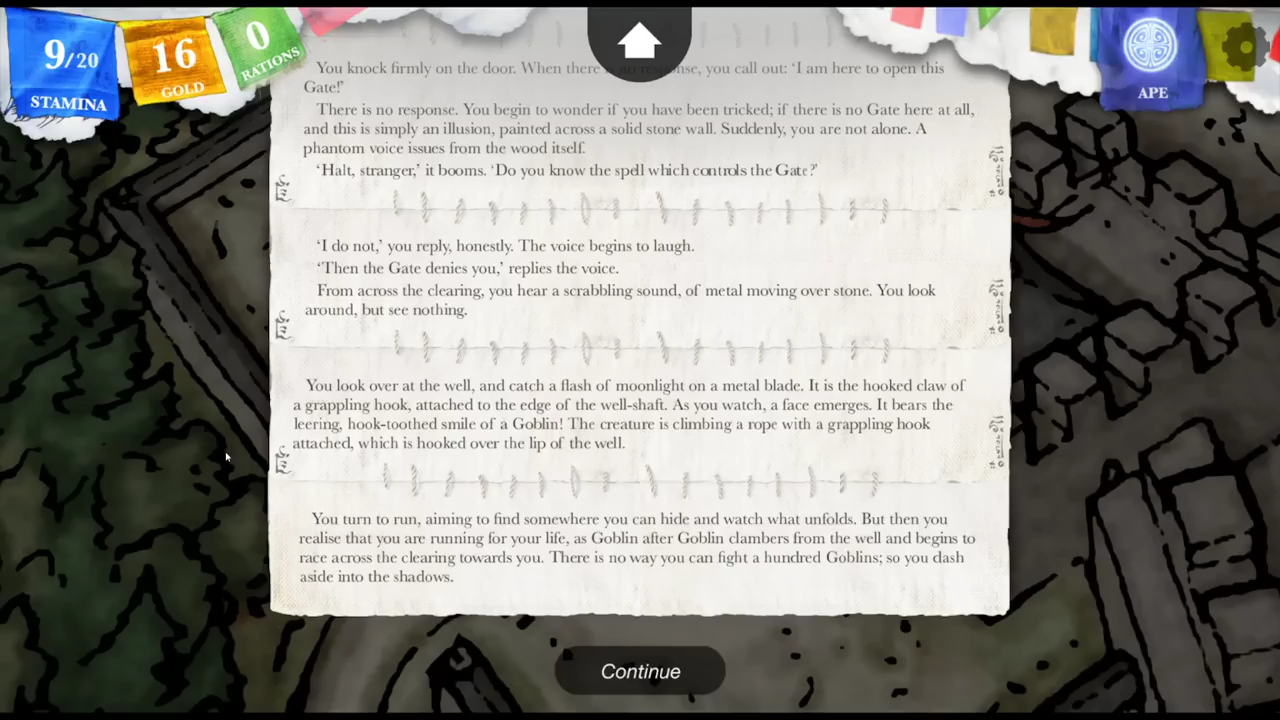 9/20
STAMINA
16
GOLD
0
RATIONS
APE
You knock firmly on the door. When there is no response, you call out: ‘I am here to open this
Gate!’
There is no response. You begin to wonder if you have been tricked; if there is no Gate here at all,
and this is simply an illusion, painted across a solid stone wall. Suddenly, you are not alone. A
phantom voice issues from the wood itself.
‘Halt, stranger,’ it booms. ‘Do you know the spell which controls the Gate?’
‘I do not,’ you reply, honestly. The voice begins to laugh.
‘Then the Gate denies you,’ replies the voice.
From across the clearing, you hear a scrabbling sound, of metal moving over stone. You look
around, but see nothing.
You look over at the well, and catch a flash of moonlight on a metal blade. It is the hooked claw of
a grappling hook, attached to the edge of the well-shaft. As you watch, a face emerges. It bears the
leering, hook-toothed smile of a Goblin! The creature is climbing a rope with a grappling hook
attached, which is hooked over the lip of the well.
You turn to run, aiming to find somewhere you can hide and watch what unfolds. But then you
realise that you are running for your life, as Goblin after Goblin clambers from the well and begins to
race across the clearing towards you. There is no way you can fight a hundred Goblins; so you dash
aside into the shadows.
Continue